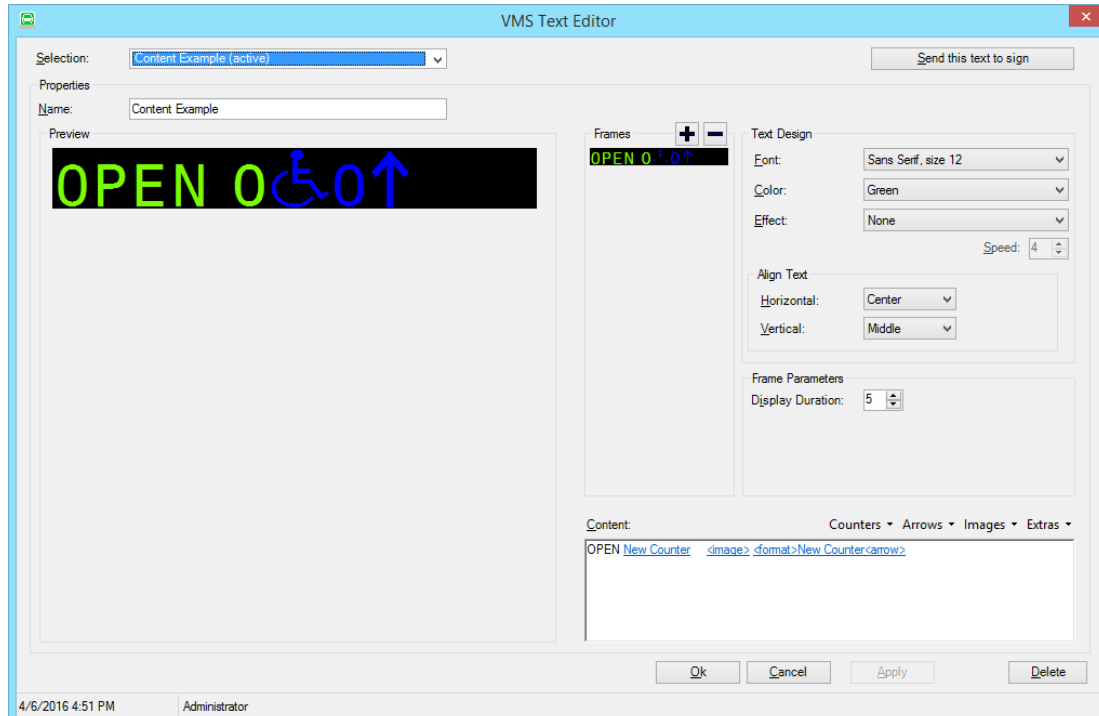 VMS Text Editor
Selection: Content Example (active) Send this text to sign
Properties
Name: Content Example
Preview
OPEN 0 0
Frames
OPEN 0 0
Text Design
Font: Sans Serif, size 12
Color: Green
Effect: None
Speed: 4
Align Text
Horizontal: Center
Vertical: Middle
Frame Parameters
Display Duration: 5
Content: Counters Arrows Images Extras
OPEN New Counter <image> <format>New Counter<arrow>
Ok Cancel Apply Delete
4/6/2016 4:51 PM Administrator